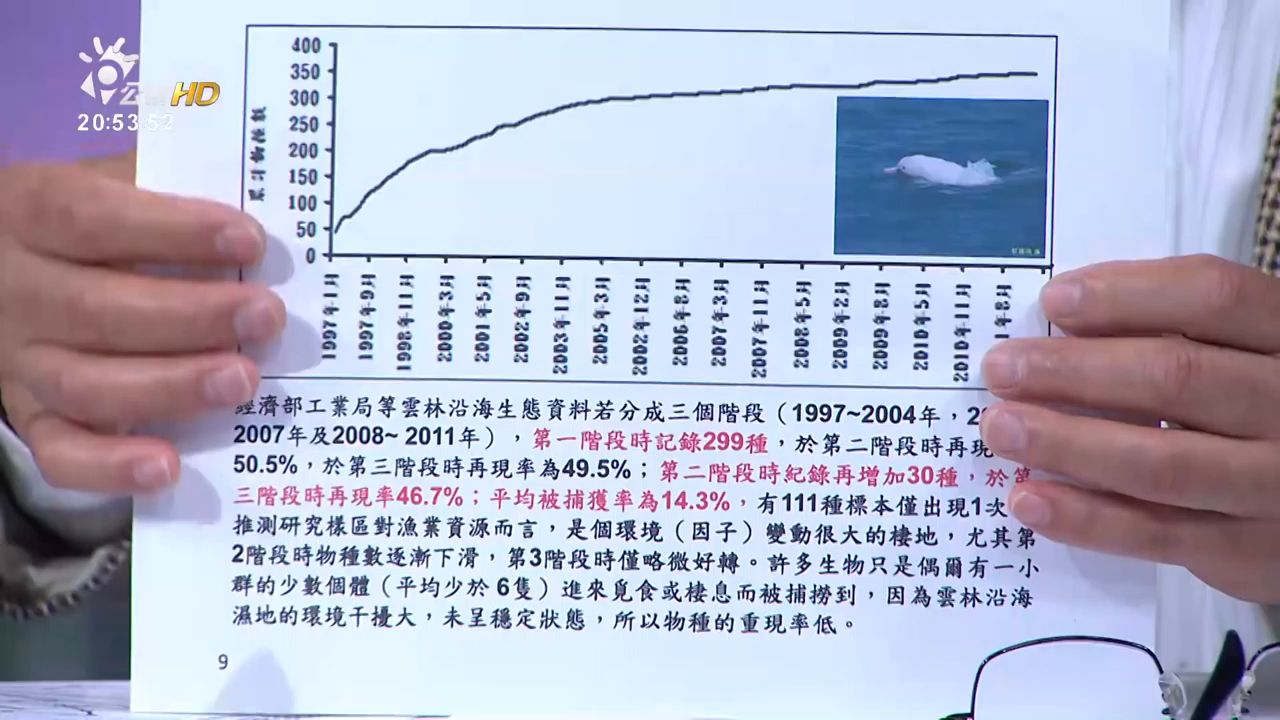 公視HD
20:53:52
400
350
300
250
200
150
100
50
0
累計物種數
1997年1月
1997年9月
1998年11月
2000年3月
2001年5月
2002年9月
2003年11月
2005年3月
2002年12月
2006年8月
2007年3月
2007年11月
2008年5月
2009年2月
2009年8月
2010年5月
2010年11月
1年8月
經濟部工業局等雲林沿海生態資料若分成三個階段（1997~2004年，2
2007年及2008~ 2011年），第一階段時記錄299種，於第二階段時再現
50.5%，於第三階段時再現率為49.5%；第二階段時紀錄再增加30種，於第
三階段時再現率46.7%；平均被捕獲率為14.3%，有111種標本僅出現1次
推測研究樣區對漁業資源而言，是個環境（因子）變動很大的棲地，尤其第
2階段時物種數逐漸下滑，第3階段時僅略微好轉。許多生物只是偶爾有一小
群的少數個體（平均少於 6隻）進來覓食或棲息而被捕撈到，因為雲林沿海
濕地的環境干擾大，未呈穩定狀態，所以物種的重現率低。
9